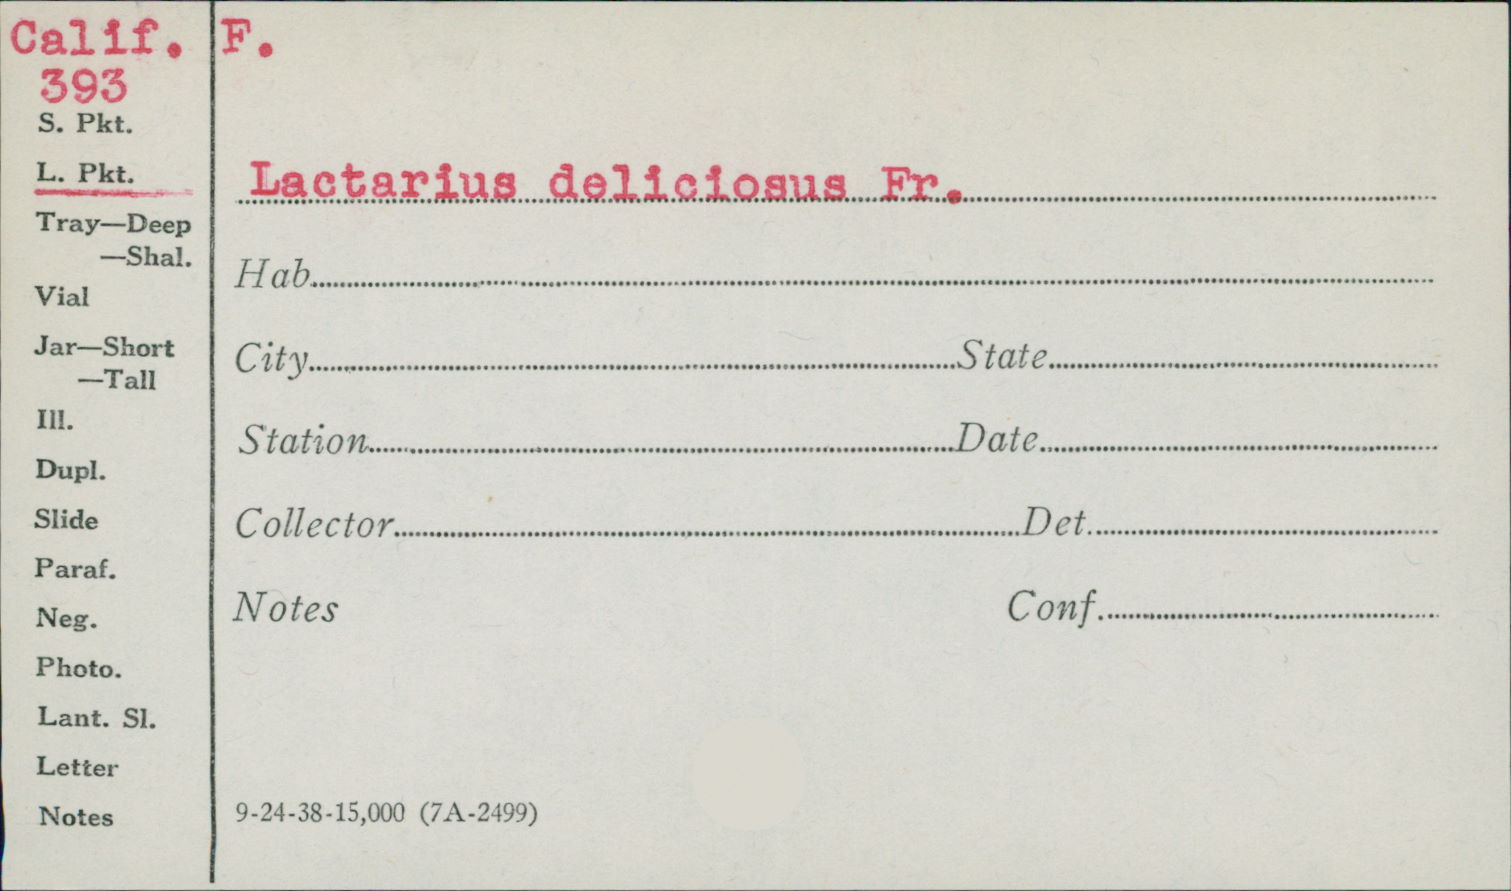 Calif. F.
393
S. Pkt.
L. Pkt.
Lactarius deliciosus Fr.
Tray—Deep
—Shal.
Hab.
Vial
Jar—Short
—Tall
City State
Ill.
Station Date
Dupl.
Slide
Collector Det.
Paraf.
Neg.
Notes Conf.
Photo.
Lant. Sl.
Letter
Notes
9-24-38-15,000 (7A-2499)